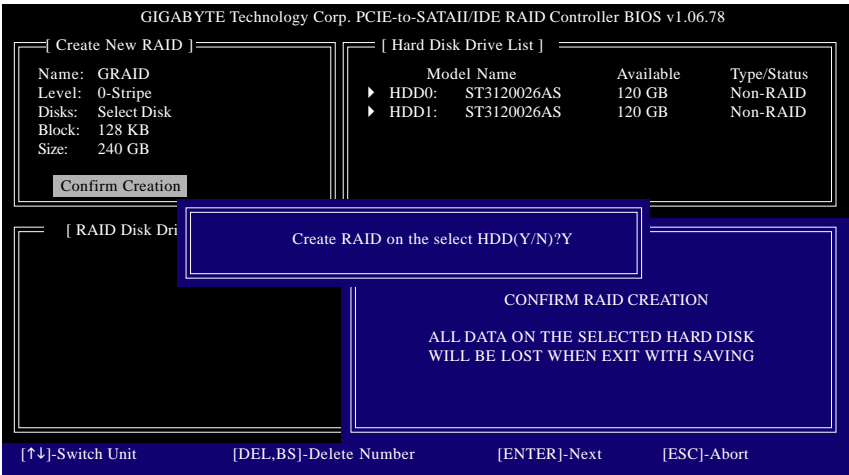 GIGABYTE Technology Corp. PCIE-to-SATAII/IDE RAID Controller BIOS v1.06.78
[ Create New RAID ]
Name: GRAID
Level: 0-Stripe
Disks: Select Disk
Block: 128 KB
Size: 240 GB
Confirm Creation
[ Hard Disk Drive List ]
Model Name Available Type/Status
HDD0: ST3120026AS 120 GB Non-RAID
HDD1: ST3120026AS 120 GB Non-RAID
[ RAID Disk Dri
Create RAID on the select HDD(Y/N)?Y
CONFIRM RAID CREATION
ALL DATA ON THE SELECTED HARD DISK
WILL BE LOST WHEN EXIT WITH SAVING
[↑↓]-Switch Unit [DEL,BS]-Delete Number [ENTER]-Next [ESC]-Abort